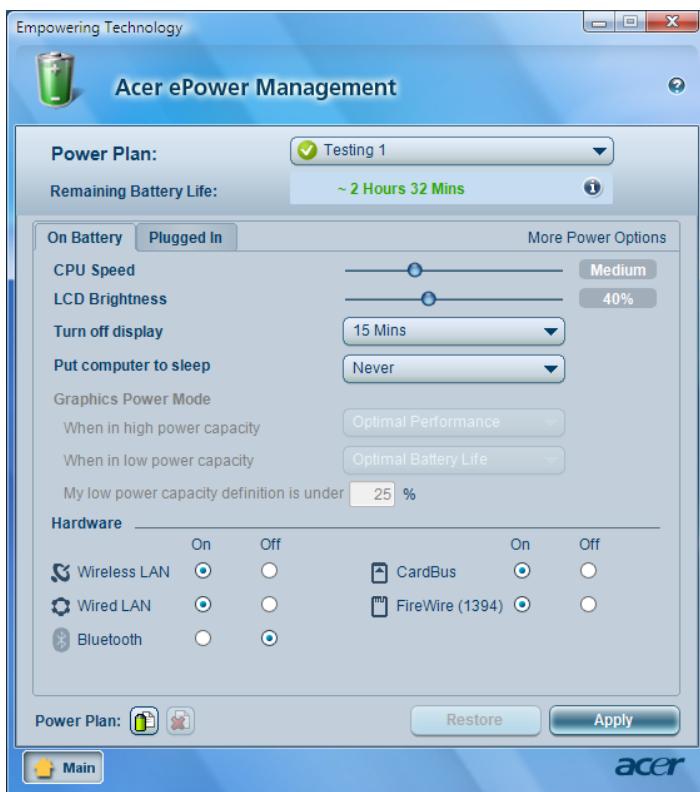 Empowering Technology
Acer ePower Management
Power Plan: Testing 1
Remaining Battery Life: ~ 2 Hours 32 Mins
On Battery Plugged In More Power Options
CPU Speed Medium
LCD Brightness 40%
Turn off display 15 Mins
Put computer to sleep Never
Graphics Power Mode
When in high power capacity Optimal Performance
When in low power capacity Optimal Battery Life
My low power capacity definition is under 25 %
Hardware
On Off On Off
Wireless LAN CardBus
Wired LAN FireWire (1394)
Bluetooth
Power Plan: Restore Apply
Main acer